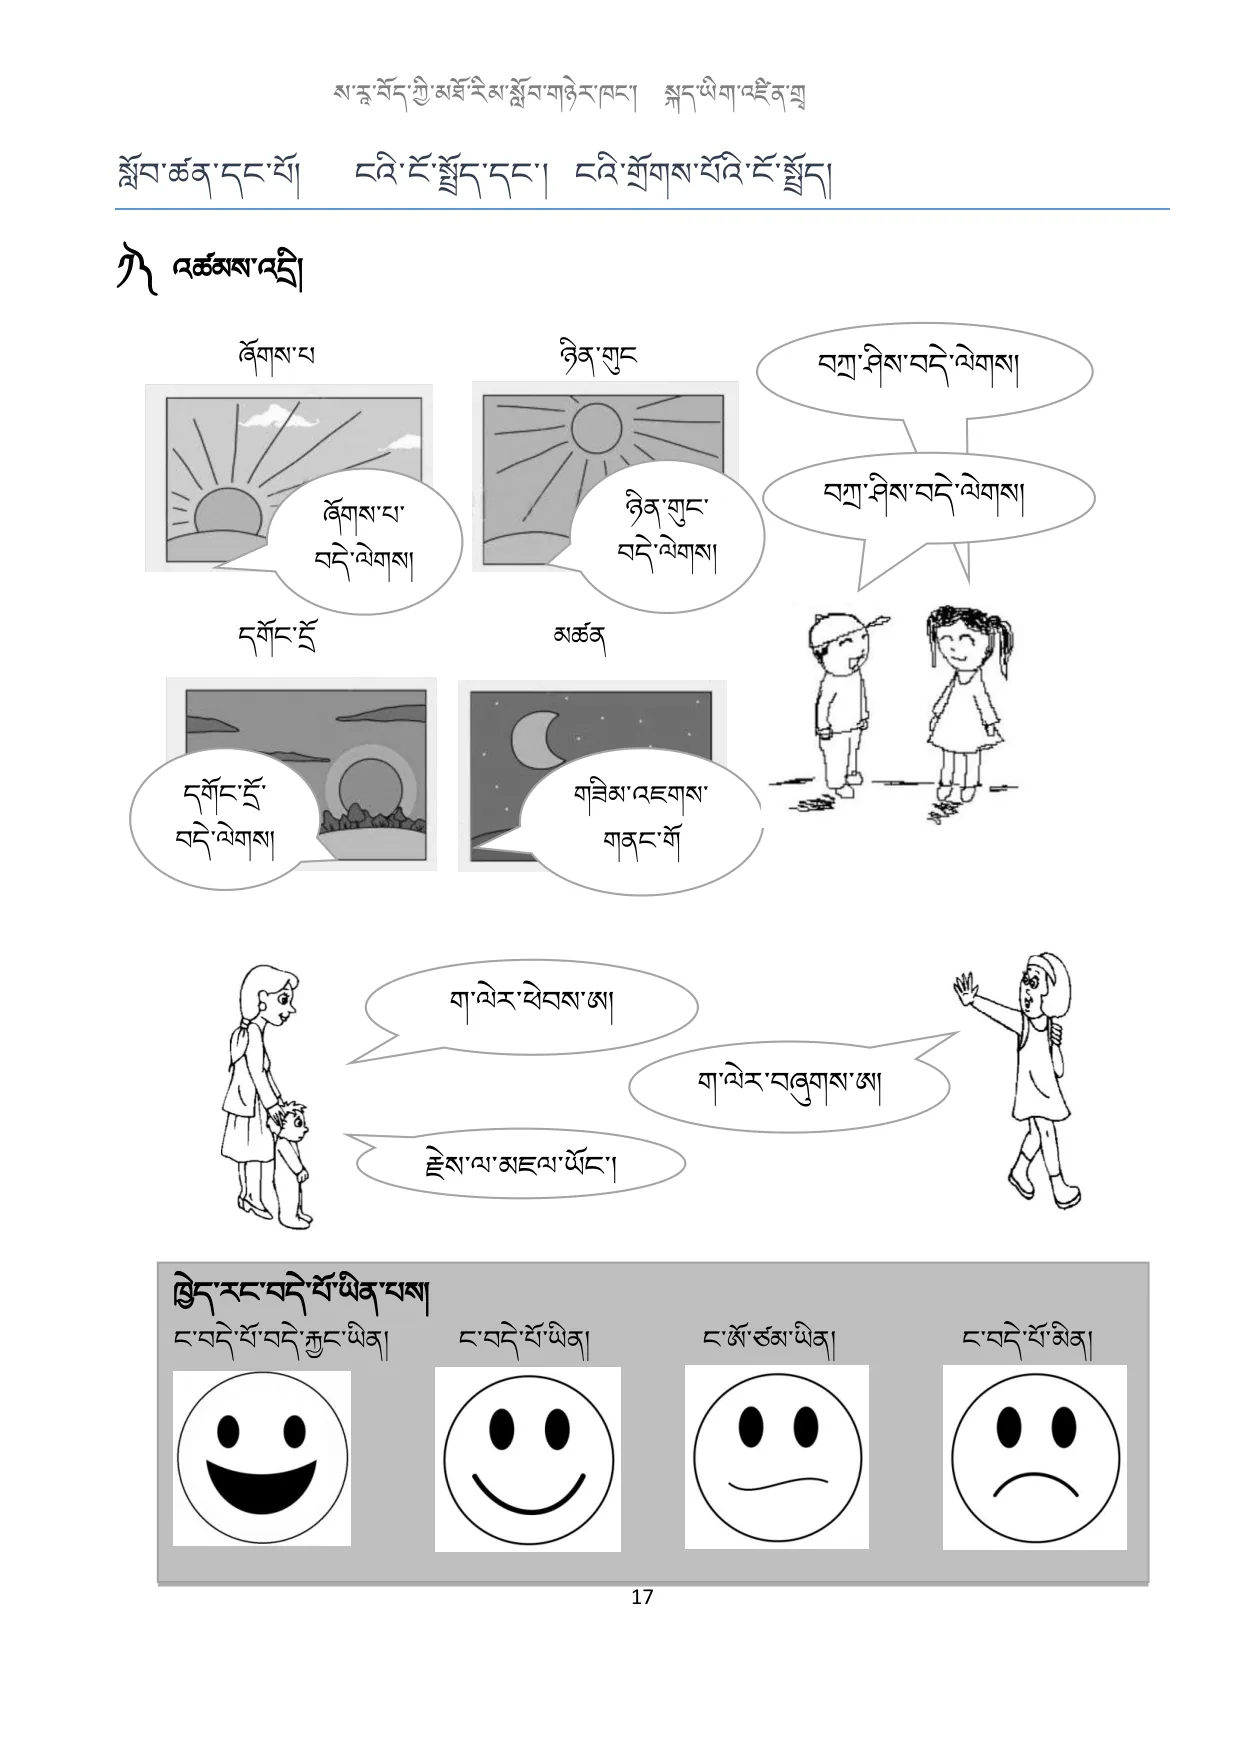 ས་རཱ་བོད་ཀྱི་མཐོ་རིམ་སློབ་གཉེར་ཁང་། སྐད་ཡིག་འཛིན་གྲྭ
སློབ་ཚན་དང་པོ། ངའི་ངོ་སྤྲོད་དང་། ངའི་གྲོགས་པོའི་ངོ་སྤྲོད།
༡༽ འཚམས་འདྲི།
ཞོགས་པ
ཉིན་གུང
བཀྲ་ཤིས་བདེ་ལེགས།
བཀྲ་ཤིས་བདེ་ལེགས།
ཞོགས་པ་
བདེ་ལེགས།
ཉིན་གུང་
བདེ་ལེགས།
དགོང་དྲོ
མཚན
དགོང་དྲོ་
བདེ་ལེགས།
གཟིམ་འཇགས་
གནང་གོ
ག་ལེར་ཕེབས་ཨ།
ག་ལེར་བཞུགས་ཨ།
རྗེས་ལ་མཇལ་ཡོང་།
ཁྱེད་རང་བདེ་པོ་ཡིན་པས།
ང་བདེ་པོ་བདེ་རྐྱང་ཡིན། ང་བདེ་པོ་ཡིན། ང་ཨོ་ཙམ་ཡིན། ང་བདེ་པོ་མིན།
17